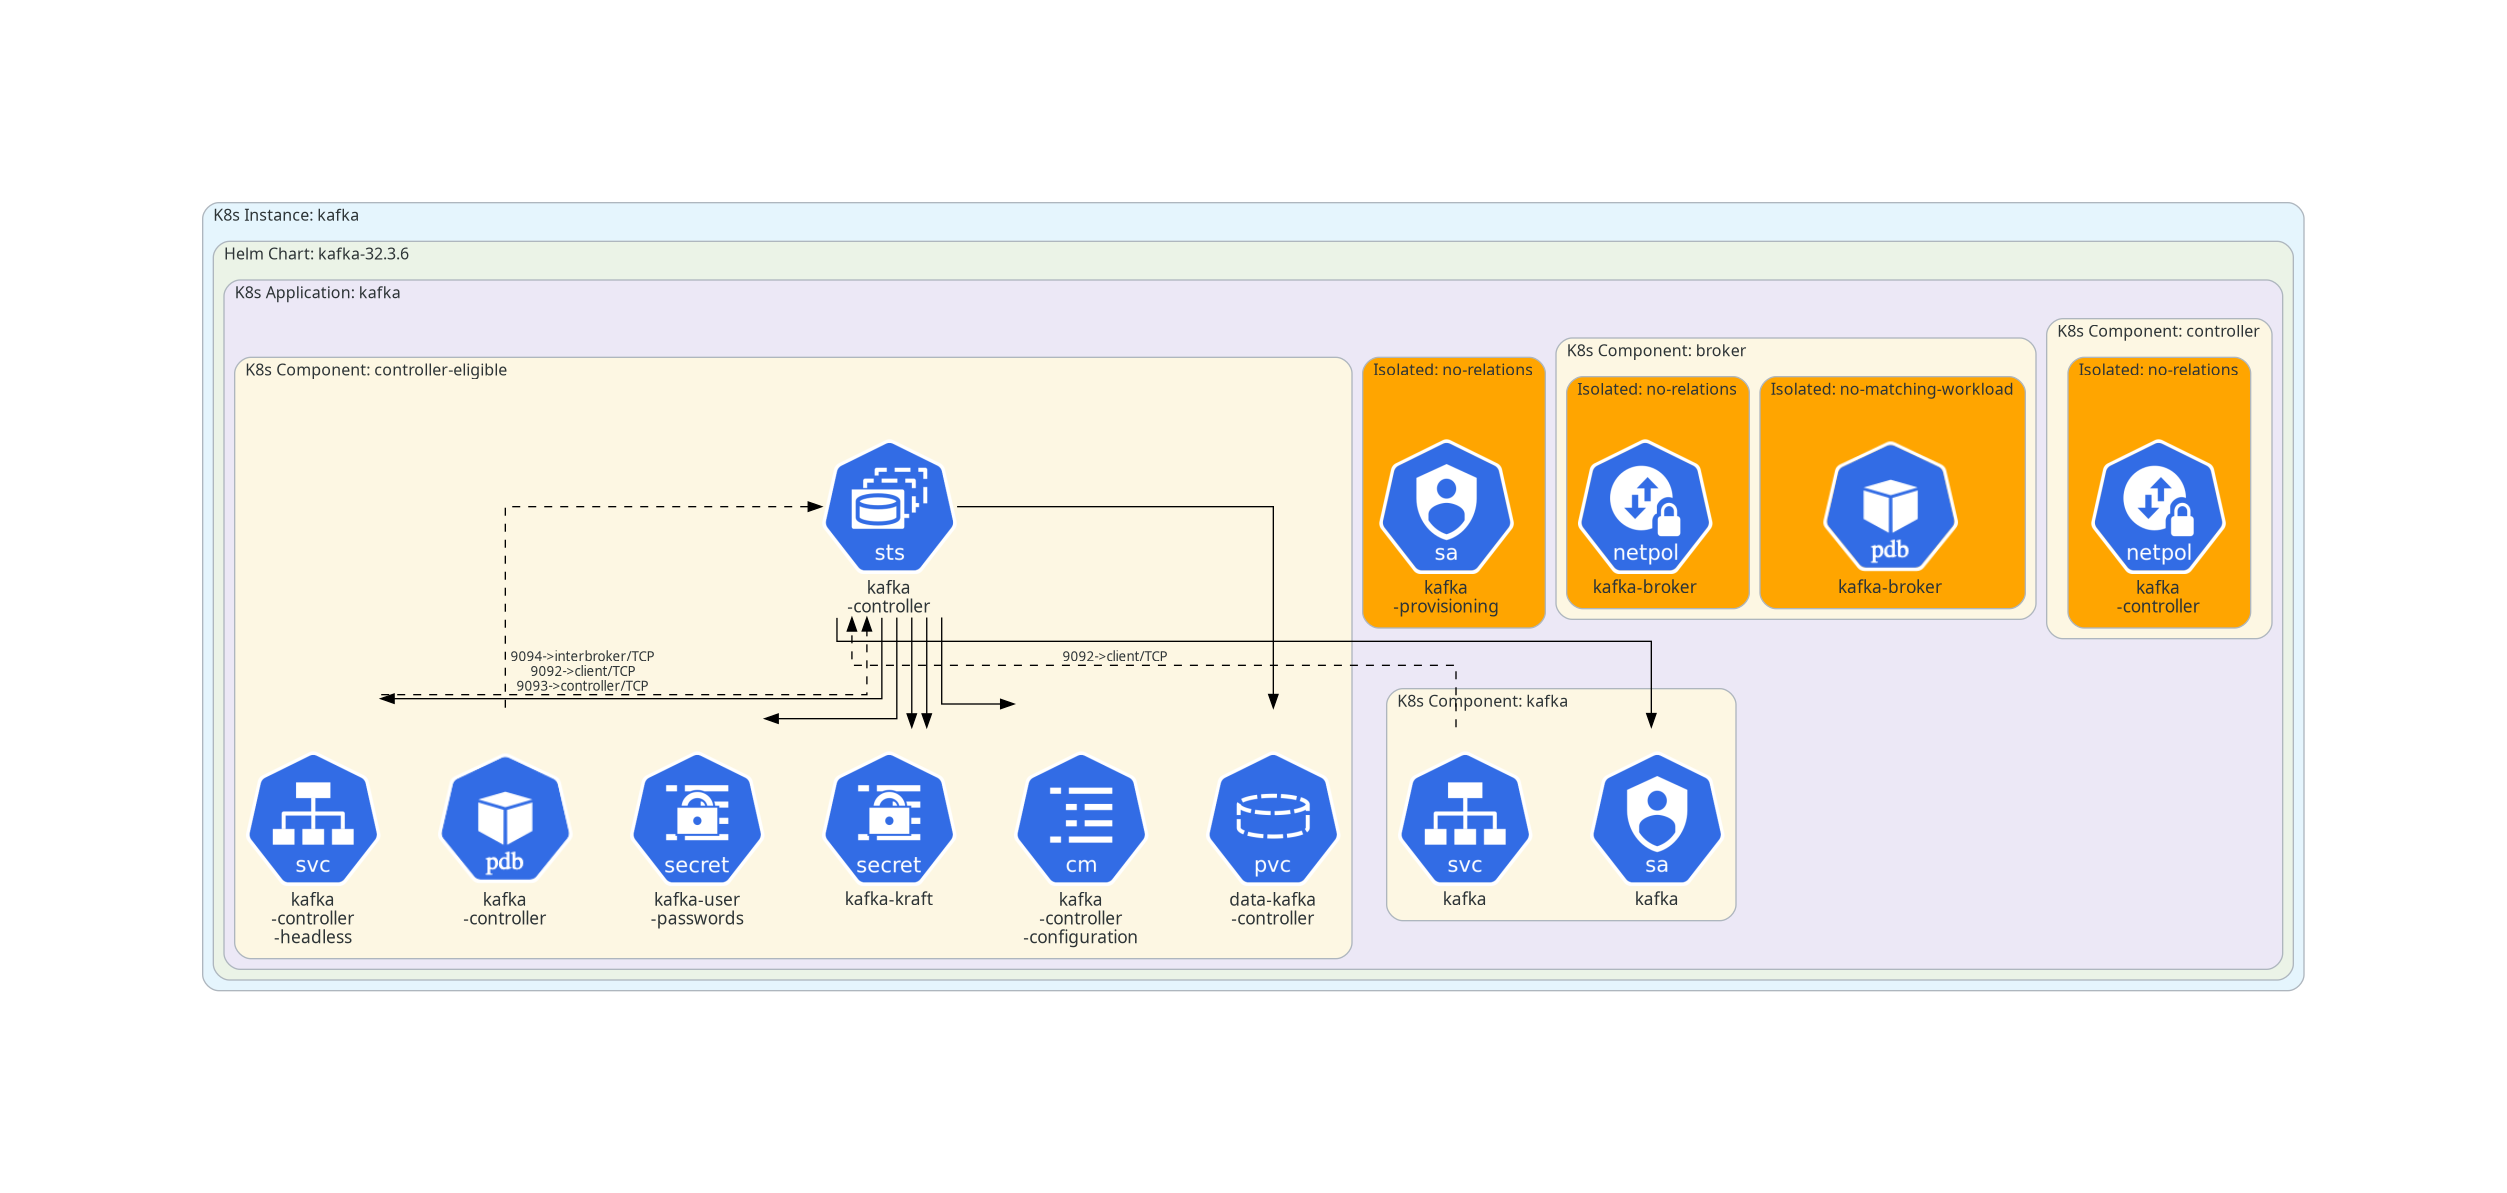 K8s Instance: kafka
Helm Chart: kafka-32.3.6
K8s Application: kafka
K8s Component: controller-eligible
sts
kafka
-controller
9094->interbroker/TCP
9092->client/TCP
9093->controller/TCP
9092->client/TCP
svc
kafka
-controller
-headless
pdb
kafka
-controller
secret
kafka-user
-passwords
secret
kafka-kraft
cm
kafka
-controller
-configuration
pvc
data-kafka
-controller
Isolated: no-relations
sa
kafka
-provisioning
K8s Component: broker
Isolated: no-relations
netpol
kafka-broker
Isolated: no-matching-workload
pdb
kafka-broker
K8s Component: controller
Isolated: no-relations
netpol
kafka
-controller
K8s Component: kafka
svc
kafka
sa
kafka